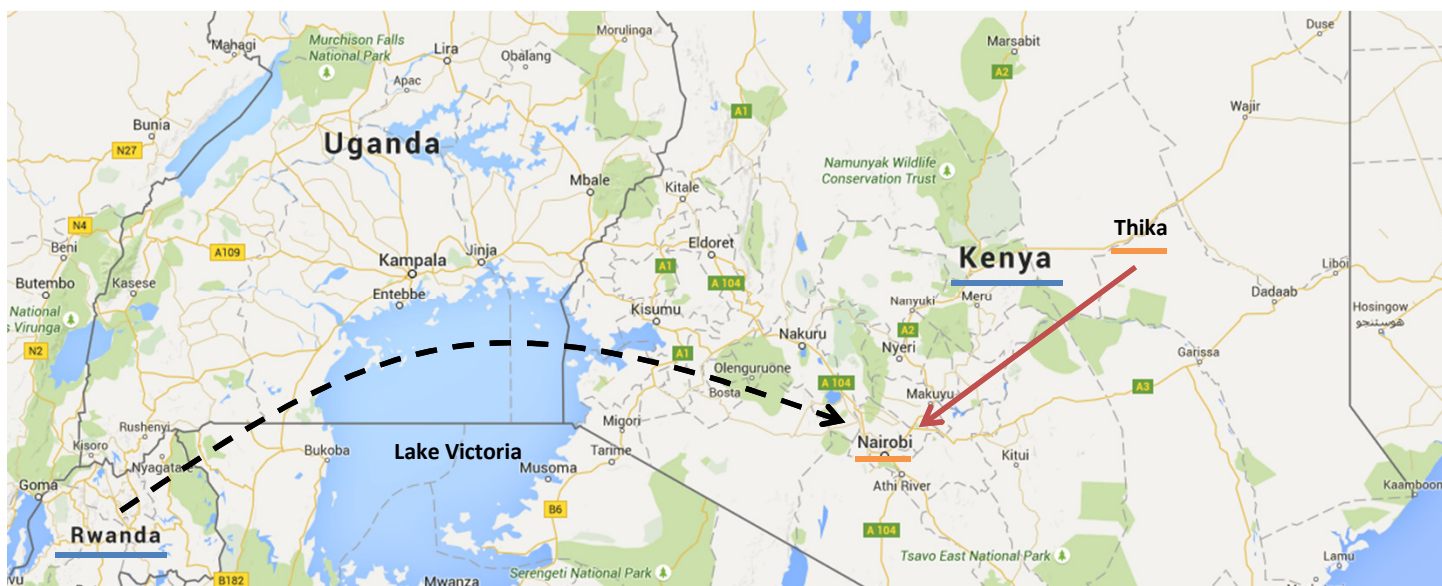 Mahagi
Murchison Falls
National Park
Lira
Obalang
Morulinga
Apac
Marsabit
A2
Duse
Wajir
Bunia
N27
Uganda
A1
Mbale
Kitale
Namunyak Wildlife
Conservation Trust
N4
Beni
A109
Kampala
Jinja
Eldoret
A1
A 104
Kenya
Thika
Butembo
Kasese
Entebbe
National
s Virunga
N2
Kisumu
Nakuru
Nanyuki
Meru
A2
Nyeri
Liboi
Dadaab
Hosingow
هوستنجو
Garissa
A1
Olenguruone
Bosta
A 104
Makuyu
A3
Rushenyi
Kisoro
Nyagatare
Bukoba
Lake Victoria
Migori
Tarime
Musoma
Nairobi
Athi River
Kitui
Goma
Rwanda
B6
A 104
Kaamboon
Tsavo East National Park
Lamu
vu
B182
Mwanza
Serengeti National Park